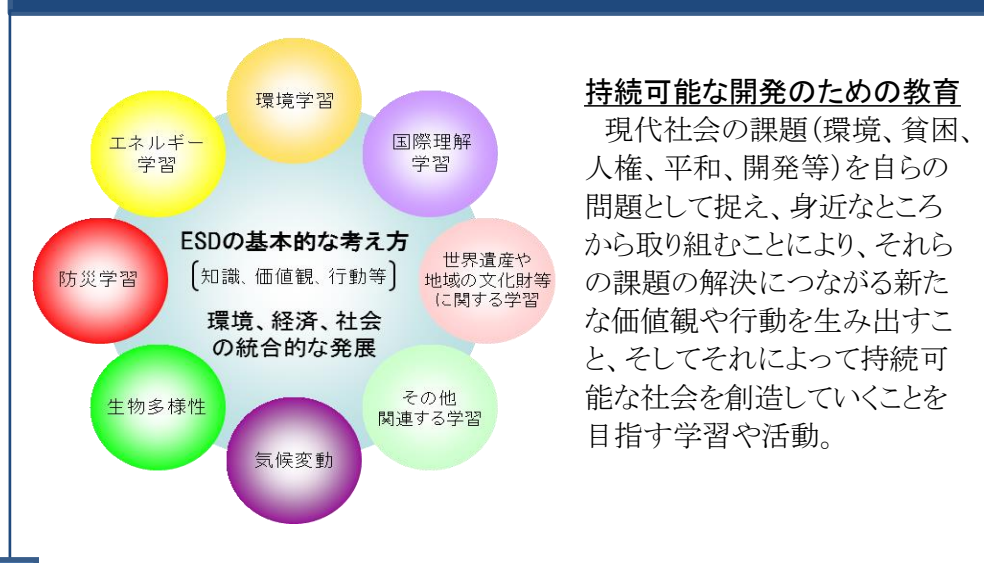 環境学習
エネルギー
学習
国際理解
学習
防災学習
ESDの基本的な考え方
〔知識、価値観、行動等〕
環境、経済、社会
の統合的な発展
世界遺産や
地域の文化財等
に関する学習
生物多様性
その他
関連する学習
気候変動
持続可能な開発のための教育
現代社会の課題(環境、貧困、
人権、平和、開発等)を自らの
問題として捉え、身近なところ
から取り組むことにより、それら
の課題の解決につながる新た
な価値観や行動を生み出すこ
と、そしてそれによって持続可
能な社会を創造していくことを
目指す学習や活動。